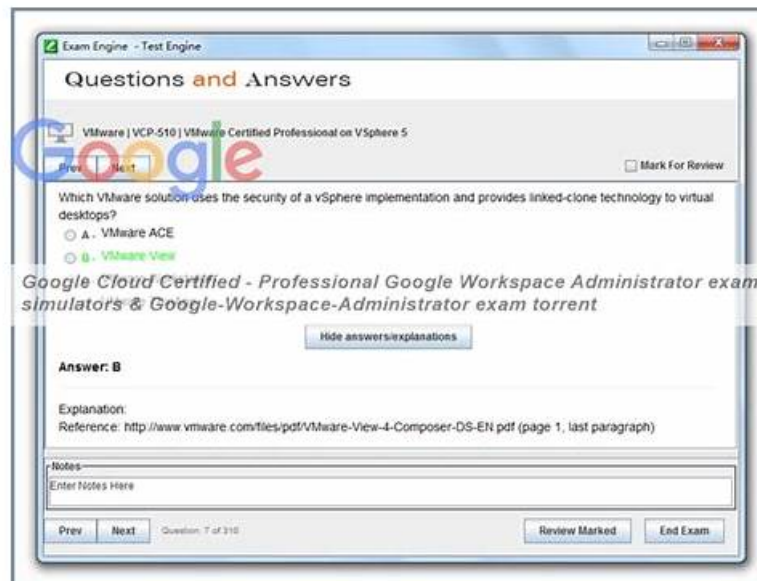 Exam Engine - Test Engine
Questions and Answers
VMware | VCP-510 | VMware Certified Professional on VSphere 5
Google
Prev Next Mark For Review
Which VMware solution uses the security of a vSphere implementation and provides linked-clone technology to virtual
desktops?
A. VMware ACE
B. VMware View
Google Cloud Certified - Professional Google Workspace Administrator exam
simulators & Google-Workspace-Administrator exam torrent
Hide answers/explanations
Answer: B
Explanation:
Reference: http://www.vmware.com/files/pdf/VMware-View-4-Composer-DS-EN.pdf (page 1, last paragraph)
Notes
Enter Notes Here
Prev Next Question: 7 of 310 Review Marked End Exam